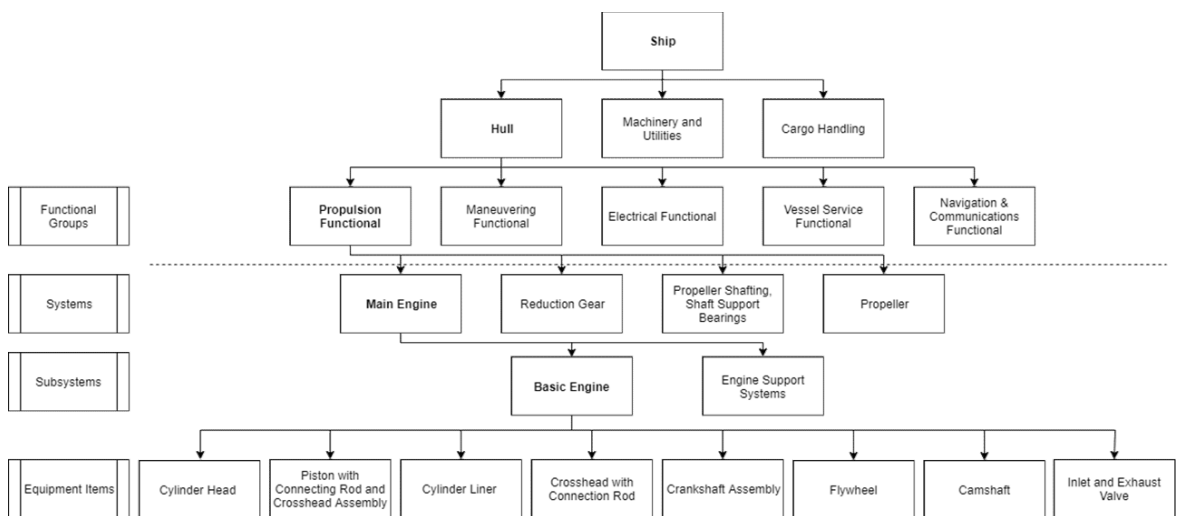 Ship
Hull
Machinery and
Utilities
Cargo Handling
Functional
Groups
Propulsion
Functional
Maneuvering
Functional
Electrical Functional
Vessel Service
Functional
Navigation &
Communications
Functional
Systems
Main Engine
Reduction Gear
Propeller Shafting,
Shaft Support
Bearings
Propeller
Subsystems
Basic Engine
Engine Support
Systems
Equipment Items
Cylinder Head
Piston with
Connecting Rod and
Crosshead Assembly
Cylinder Liner
Crosshead with
Connection Rod
Crankshaft Assembly
Flywheel
Camshaft
Inlet and Exhaust
Valve